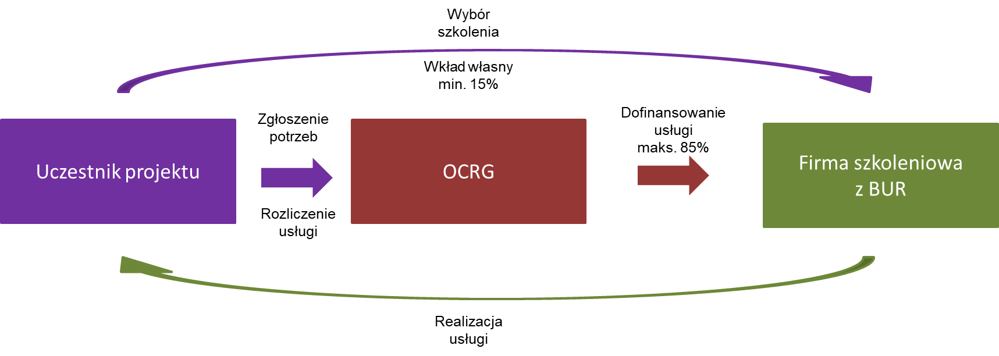 Wybór
szkolenia
Wkład własny
min. 15%
Uczestnik projektu
Zgłoszenie
potrzeb
Rozliczenie
usługi
OCRG
Dofinansowanie
usługi
maks. 85%
Firma szkoleniowa
z BUR
Realizacja
usługi